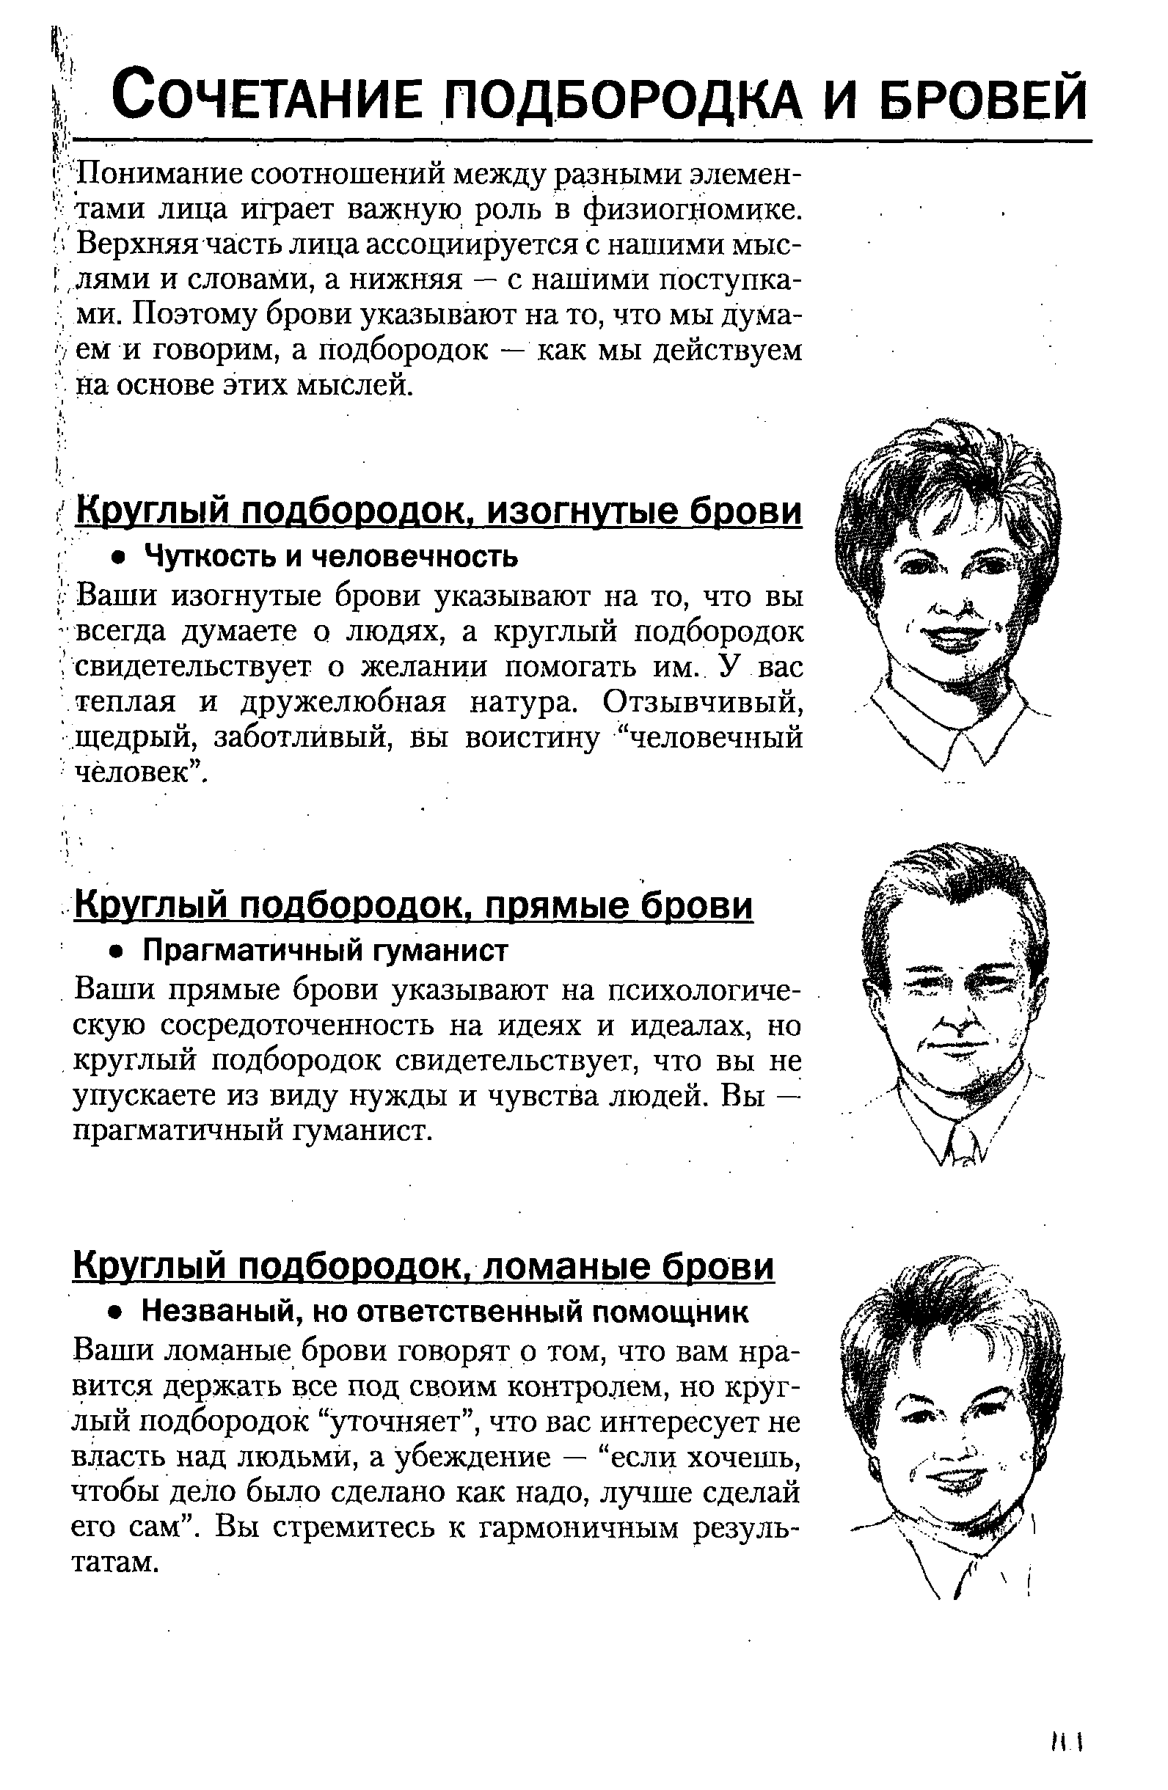 СОЧЕТАНИЕ ПОДБОРОДКА И БРОВЕЙ
Понимание соотношений между разными элемен-
тами лица играет важную роль в физиогномике.
Верхняя часть лица ассоциируется с нашими мыс-
лями и словами, а нижняя — с нашими поступка-
ми. Поэтому брови указывают на то, что мы дума-
ем и говорим, а подбородок — как мы действуем
на основе этих мыслей.
Круглый подбородок, изогнутые брови
• Чуткость и человечность
Ваши изогнутые брови указывают на то, что вы
всегда думаете о людях, а круглый подбородок
свидетельствует о желании помогать им. У вас
теплая и дружелюбная натура. Отзывчивый,
щедрый, заботливый, вы воистину “человечный
человек”.
Круглый подбородок, прямые брови
• Прагматичный гуманист
Ваши прямые брови указывают на психологиче-
скую сосредоточенность на идеях и идеалах, но
круглый подбородок свидетельствует, что вы не
упускаете из виду нужды и чувства людей. Вы —
прагматичный гуманист.
Круглый подбородок, ломаные брови
• Незваный, но ответственный помощник
Ваши ломаные брови говорят о том, что вам нра-
вится держать все под своим контролем, но круг-
лый подбородок “уточняет”, что вас интересует не
власть над людьми, а убеждение — “если хочешь,
чтобы дело было сделано как надо, лучше сделай
его сам”. Вы стремитесь к гармоничным резуль-
татам.